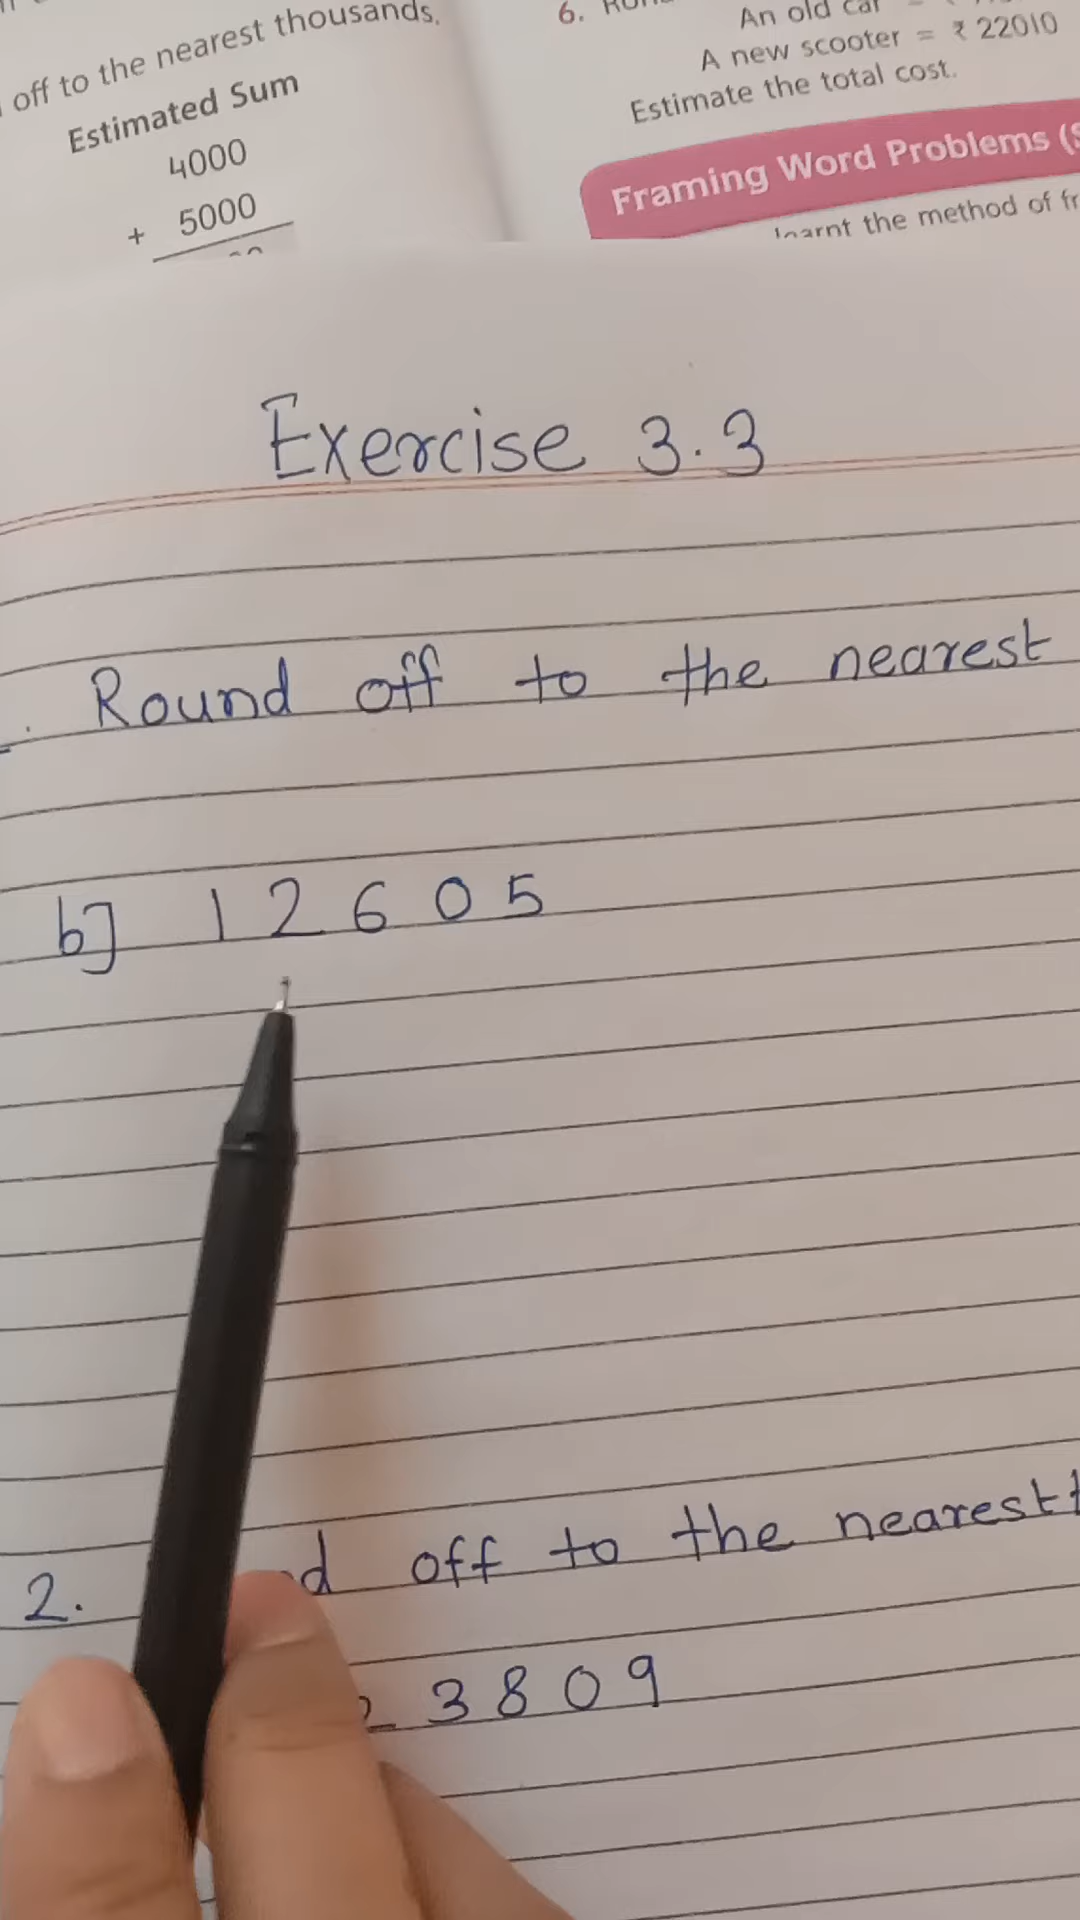 off to the nearest thousands.
Estimated Sum
4000
+ 5000
6.
An old car =
A new scooter = ₹ 22010
Estimate the total cost.
Framing Word Problems
learnt the method of
Exercise 3.3
Round off to the nearest
b] 12605
2. off to the nearest
3809